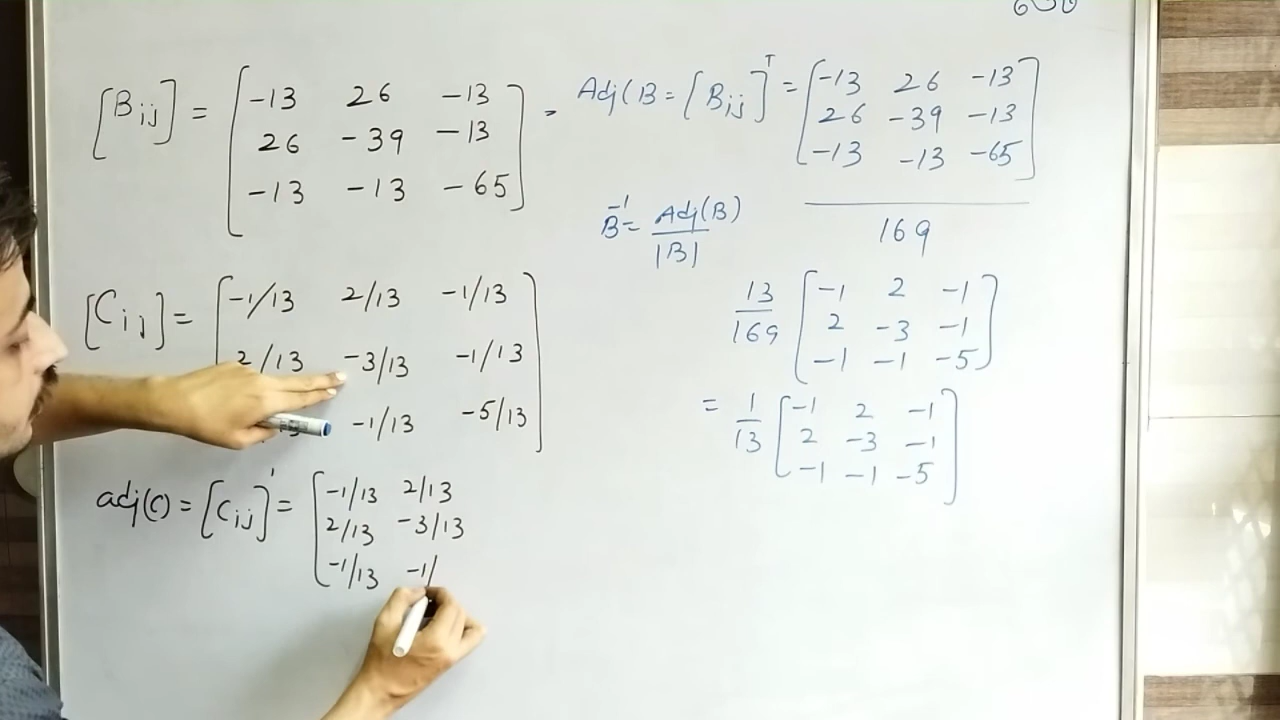 [Bij] = [-13 26 -13
26 -39 -13
-13 -13 -65]
Adj(B = [Bij]ᵀ = [-13 26 -13
26 -39 -13
-13 -13 -65]
169
B⁻¹ = Adj(B)
|B|
13/169 [-1 2 -1
2 -3 -1
-1 -1 -5]
= 1/13 [-1 2 -1
2 -3 -1
-1 -1 -5]
[Cij] = [-1/13 2/13 -1/13
2/13 -3/13 -1/13
-1/13 -5/13]
adj(C) = [Cij]' = [-1/13 2/13
2/13 -3/13
-1/13 -1/